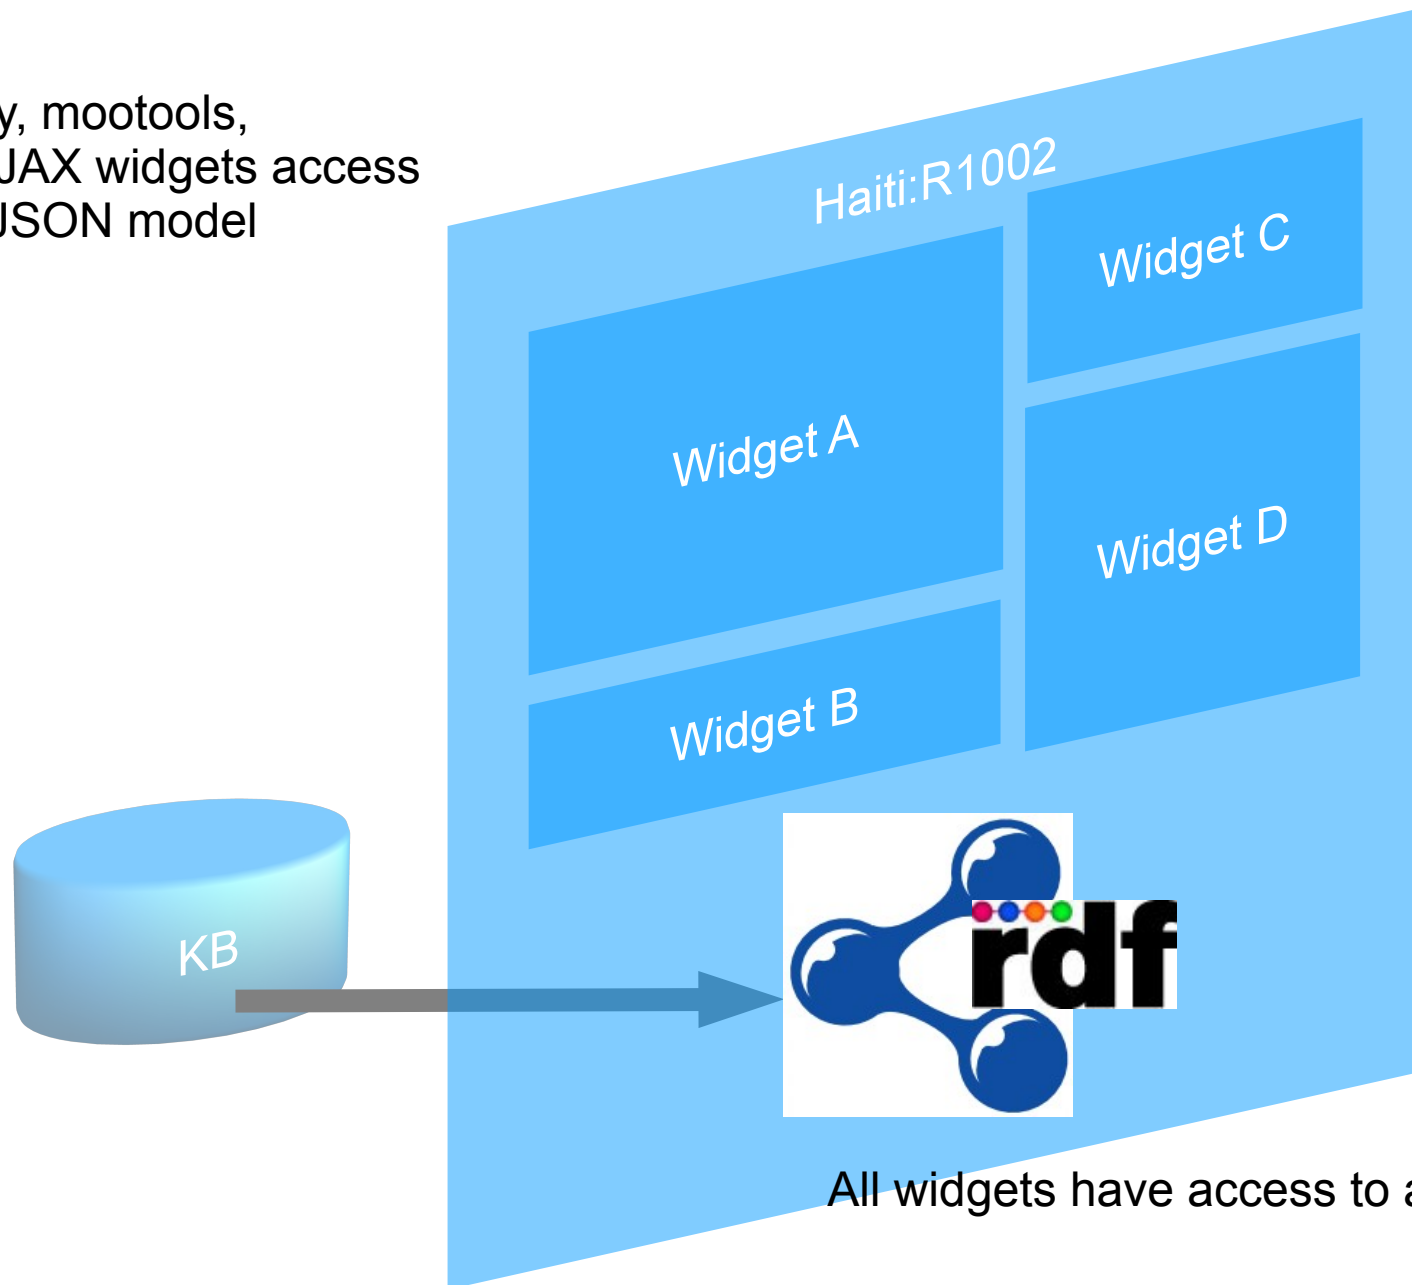 y, mootools,
JAX widgets access
JSON model
Haiti:R1002
Widget C
Widget A
Widget D
Widget B
KB
rdf
All widgets have access to a